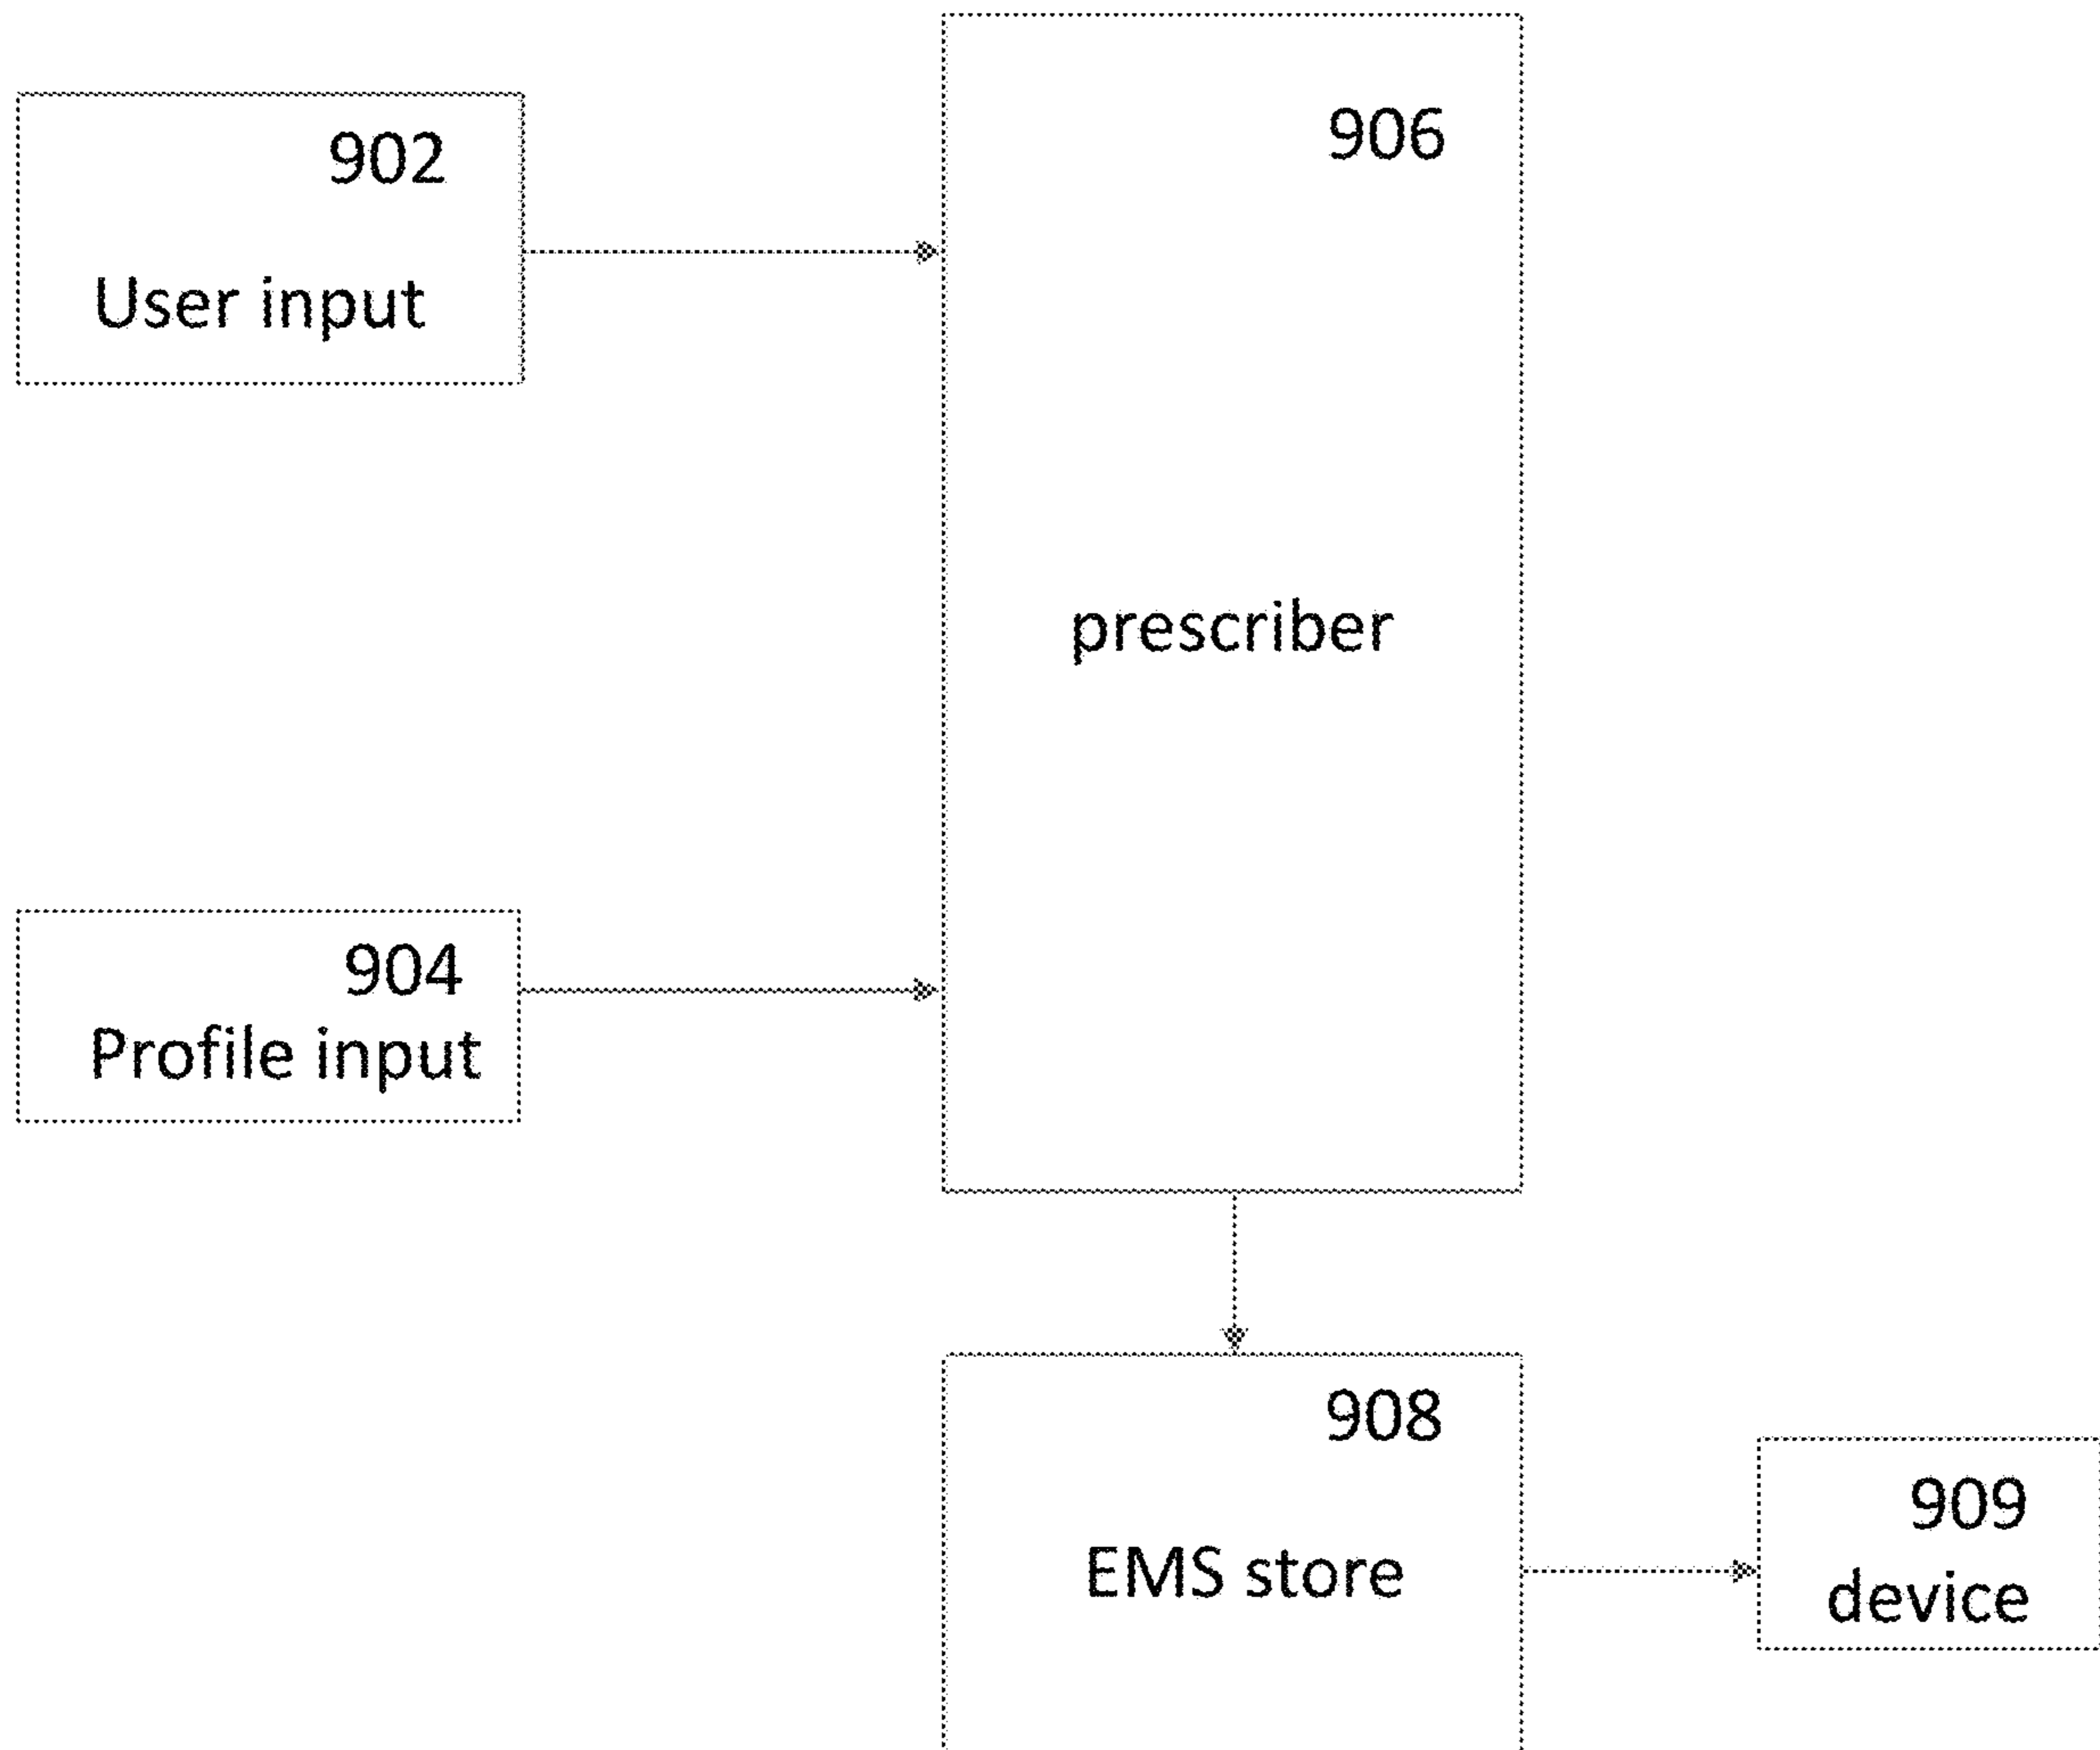 902
User input
906
prescriber
904
Profile input
908
EMS store
909
device